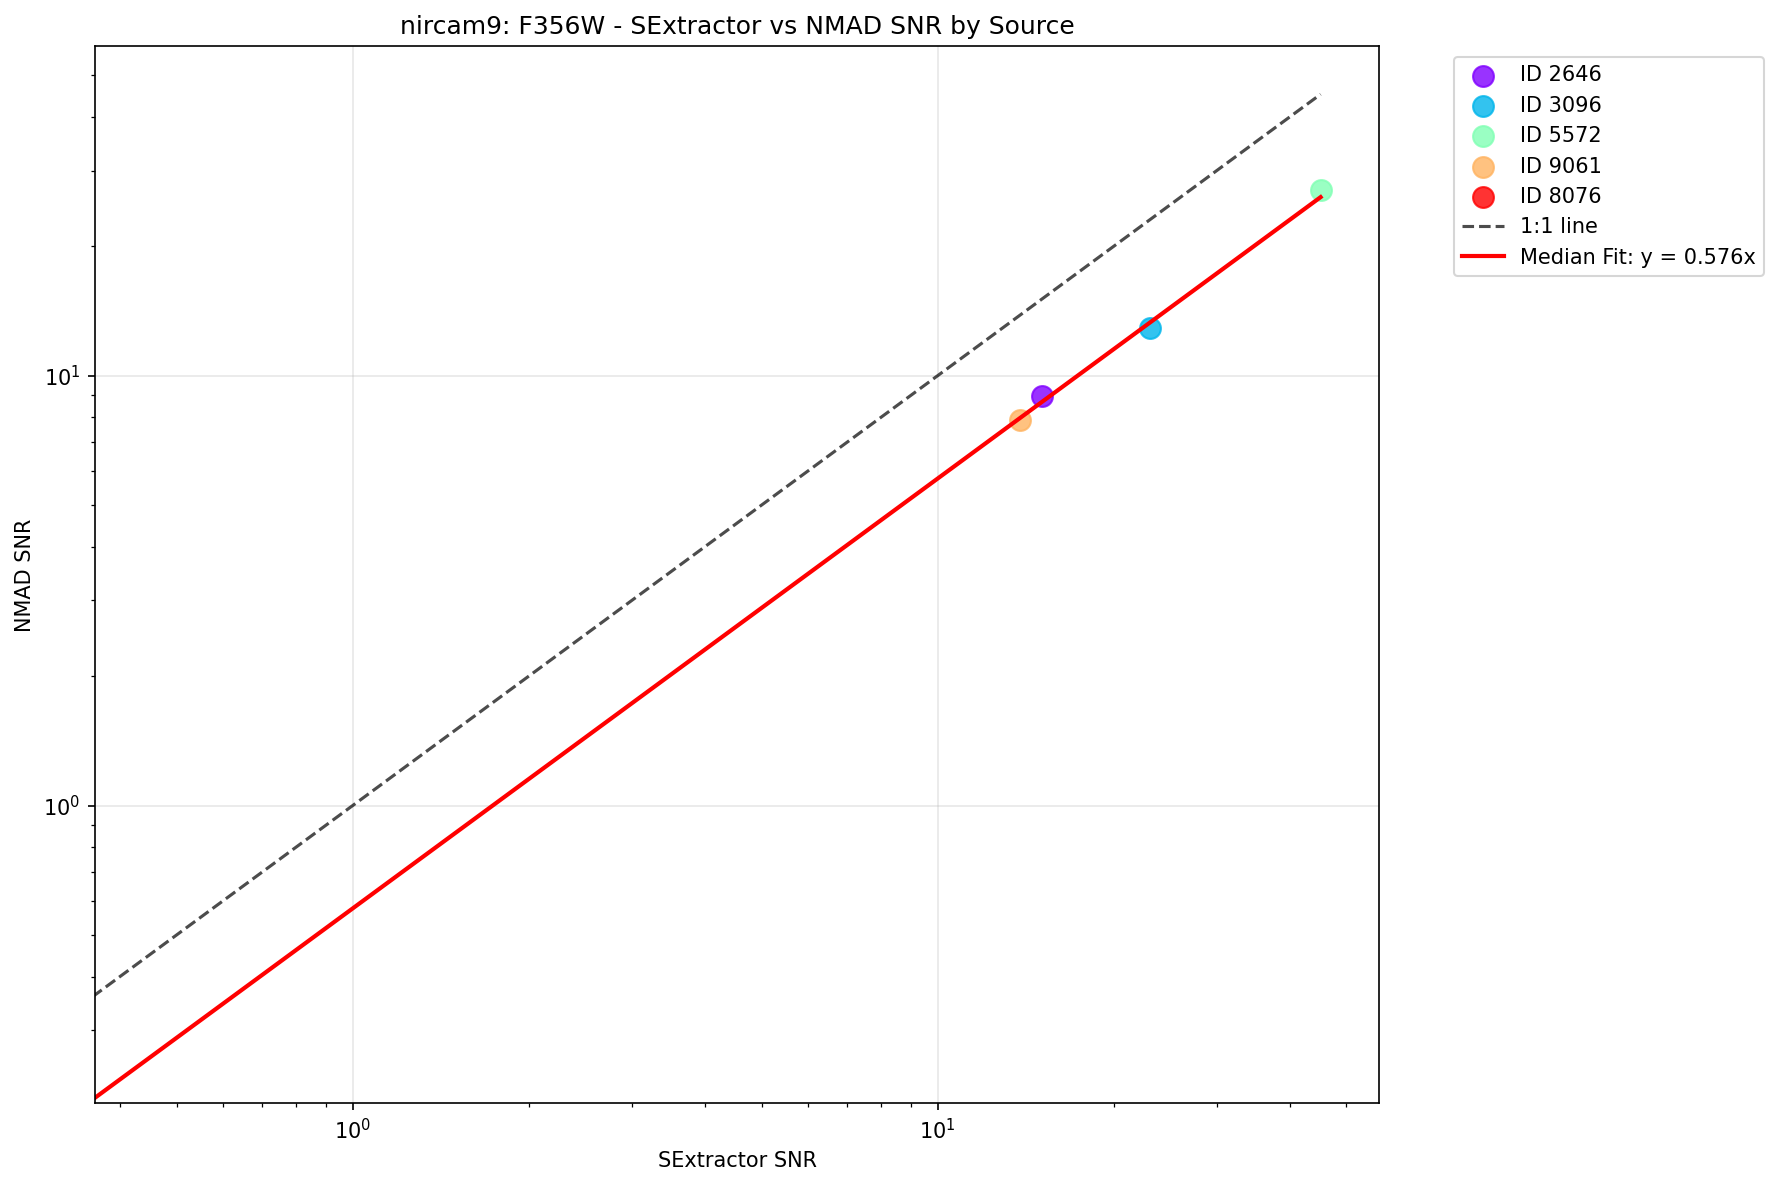 nircam9: F356W - SExtractor vs NMAD SNR by Source
ID 2646
ID 3096
ID 5572
ID 9061
ID 8076
1:1 line
Median Fit: y = 0.576x
NMAD SNR
10¹
10⁰
10⁰ 10¹
SExtractor SNR